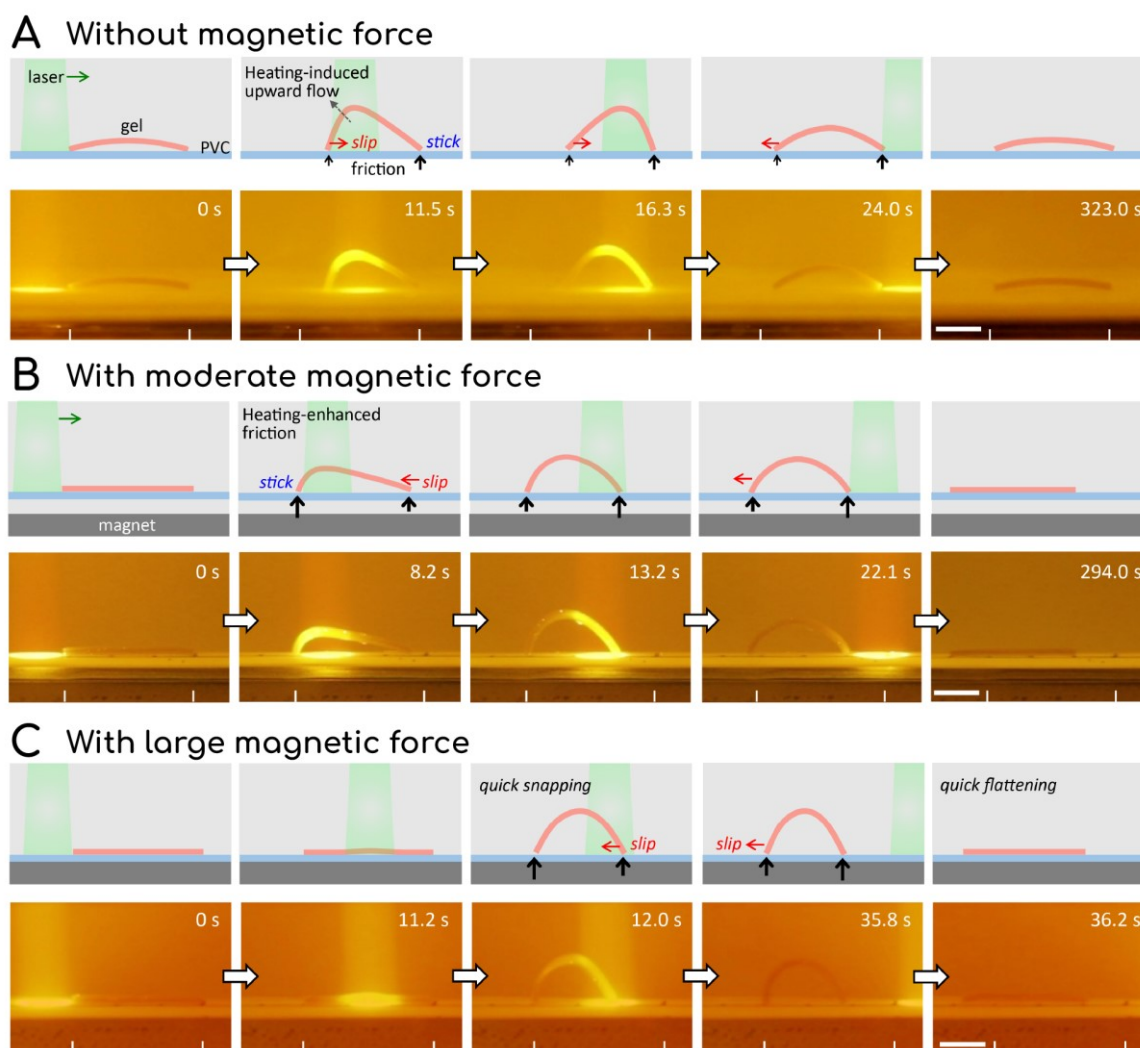 A Without magnetic force
laser
gel
PVC
Heating-induced
upward flow
slip
stick
friction
0 s
11.5 s
16.3 s
24.0 s
323.0 s
B With moderate magnetic force
magnet
Heating-enhanced
friction
stick
slip
0 s
8.2 s
13.2 s
22.1 s
294.0 s
C With large magnetic force
quick snapping
slip
slip
quick flattening
0 s
11.2 s
12.0 s
35.8 s
36.2 s